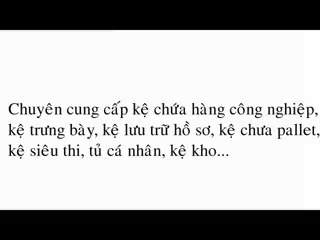 Chuyên cung cấp kệ chứa hàng công nghiệp,
kệ trưng bày, kệ lưu trữ hồ sơ, kệ chưa pallet,
kệ siêu thi, tủ cá nhân, kệ kho...